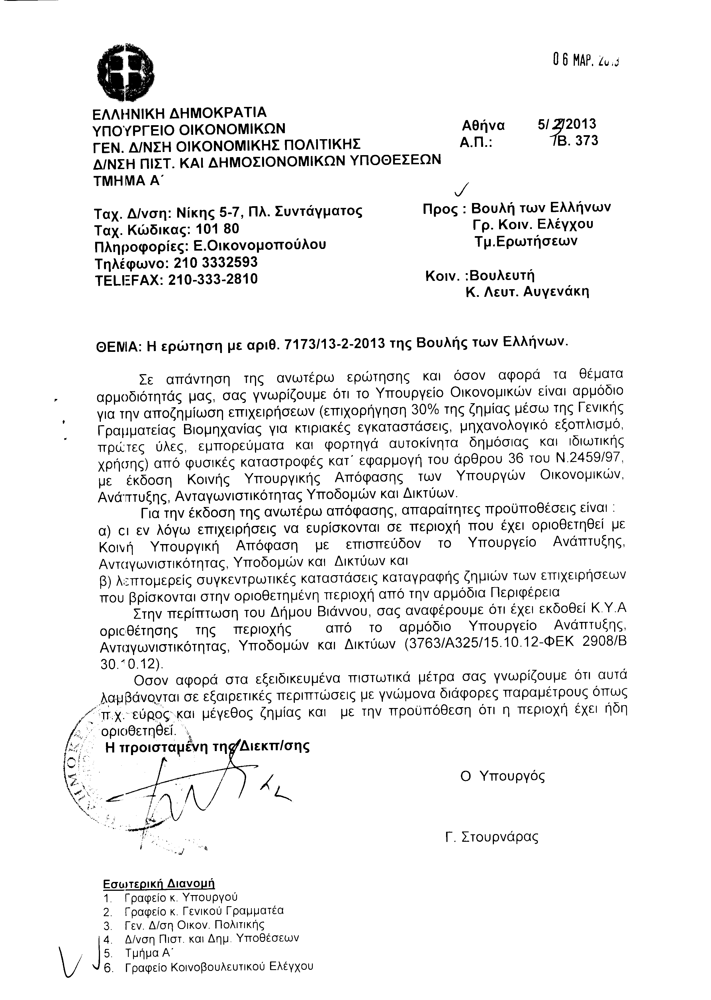 06 ΜΑΡ. 2013
ΕΛΛΗΝΙΚΗ ΔΗΜΟΚΡΑΤΙΑ
ΥΠΟΥΡΓΕΙΟ ΟΙΚΟΝΟΜΙΚΩΝ
ΓΕΝ. Δ/ΝΣΗ ΟΙΚΟΝΟΜΙΚΗΣ ΠΟΛΙΤΙΚΗΣ
Δ/ΝΣΗ ΠΙΣΤ. ΚΑΙ ΔΗΜΟΣΙΟΝΟΜΙΚΩΝ ΥΠΟΘΕΣΕΩΝ
ΤΜΗΜΑ Α΄
Αθήνα 5/ /2013
Α.Π.: /Β. 373
Ταχ. Δ/νση: Νίκης 5-7, Πλ. Συντάγματος
Ταχ. Κώδικας: 101 80
Πληροφορίες: Ε.Οικονομοπούλου
Τηλέφωνο: 210 3332593
TELEFAX: 210-333-2810
Προς : Βουλή των Ελλήνων
Γρ. Κοιν. Ελέγχου
Τμ.Ερωτήσεων
Κοιν. :Βουλευτή
Κ. Λευτ. Αυγενάκη
ΘΕΜΑ: Η ερώτηση με αριθ. 7173/13-2-2013 της Βουλής των Ελλήνων.
Σε απάντηση της ανωτέρω ερώτησης και όσον αφορά τα θέματα
αρμοδιότητάς μας, σας γνωρίζουμε ότι το Υπουργείο Οικονομικών είναι αρμόδιο
για την αποζημίωση επιχειρήσεων (επιχορήγηση 30% της ζημίας μέσω της Γενικής
Γραμματείας Βιομηχανίας για κτιριακές εγκαταστάσεις, μηχανολογικό εξοπλισμό,
πρώτες ύλες, εμπορεύματα και φορτηγά αυτοκίνητα δημόσιας και ιδιωτικής
χρήσης) από φυσικές καταστροφές κατ΄ εφαρμογή του άρθρου 36 του Ν.2459/97,
με έκδοση Κοινής Υπουργικής Απόφασης των Υπουργών Οικονομικών,
Ανάπτυξης, Ανταγωνιστικότητας Υποδομών και Δικτύων.
Για την έκδοση της ανωτέρω απόφασης, απαραίτητες προϋποθέσεις είναι :
α) οι εν λόγω επιχειρήσεις να ευρίσκονται σε περιοχή που έχει οριοθετηθεί με
Κοινή Υπουργική Απόφαση με επισπεύδον το Υπουργείο Ανάπτυξης,
Ανταγωνιστικότητας, Υποδομών και Δικτύων και
β) λεπτομερείς συγκεντρωτικές καταστάσεις καταγραφής ζημιών των επιχειρήσεων
που βρίσκονται στην οριοθετημένη περιοχή από την αρμόδια Περιφέρεια
Στην περίπτωση του Δήμου Βιάννου, σας αναφέρουμε ότι έχει εκδοθεί Κ.Υ.Α
οριοθέτησης της περιοχής από το αρμόδιο Υπουργείο Ανάπτυξης,
Ανταγωνιστικότητας, Υποδομών και Δικτύων (3763/Α325/15.10.12-ΦΕΚ 2908/Β
30.10.12).
Οσον αφορά στα εξειδικευμένα πιστωτικά μέτρα σας γνωρίζουμε ότι αυτά
λαμβάνονται σε εξαιρετικές περιπτώσεις με γνώμονα διάφορες παραμέτρους όπως
π.χ. εύρος και μέγεθος ζημίας και με την προϋπόθεση ότι η περιοχή έχει ήδη
οριοθετηθεί.
Η προισταμένη της Διεκπ/σης
Ο Υπουργός
Γ. Στουρνάρας
Εσωτερική Διανομή
1. Γραφείο κ. Υπουργού
2. Γραφείο κ. Γενικού Γραμματέα
3. Γεν. Δ/ση Οικον. Πολιτικής
4. Δ/νση Πιστ. και Δημ. Υποθέσεων
5. Τμήμα Α΄
6. Γραφείο Κοινοβουλευτικού Ελέγχου